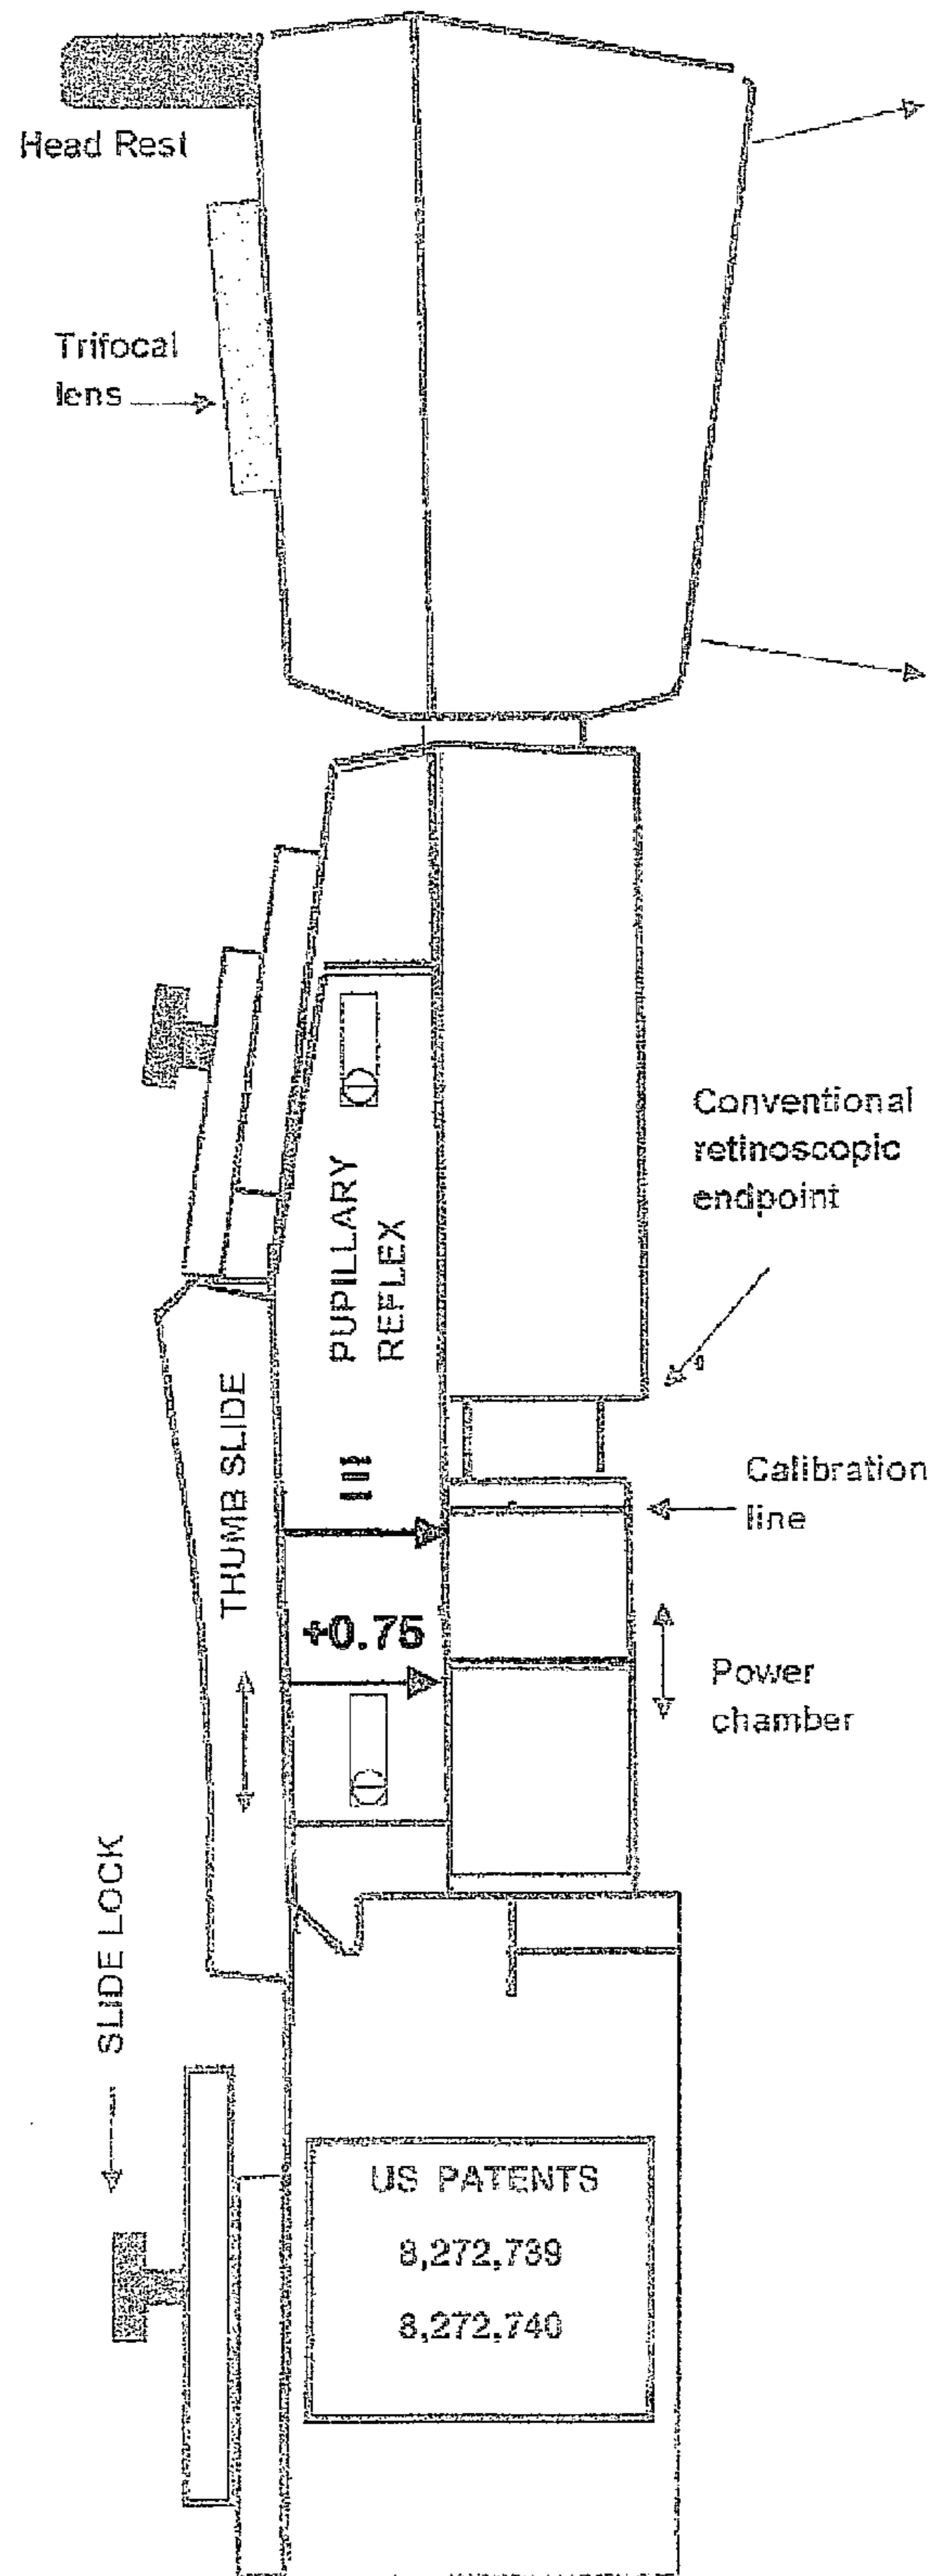 Head Rest
Trifocal
lens
Conventional
retinoscopic
endpoint
PUPILLARY
REFLEX
THUMB SLIDE
Calibration
line
+0.75
Power
chamber
SLIDE LOCK
US PATENTS
8,272,739
8,272,740